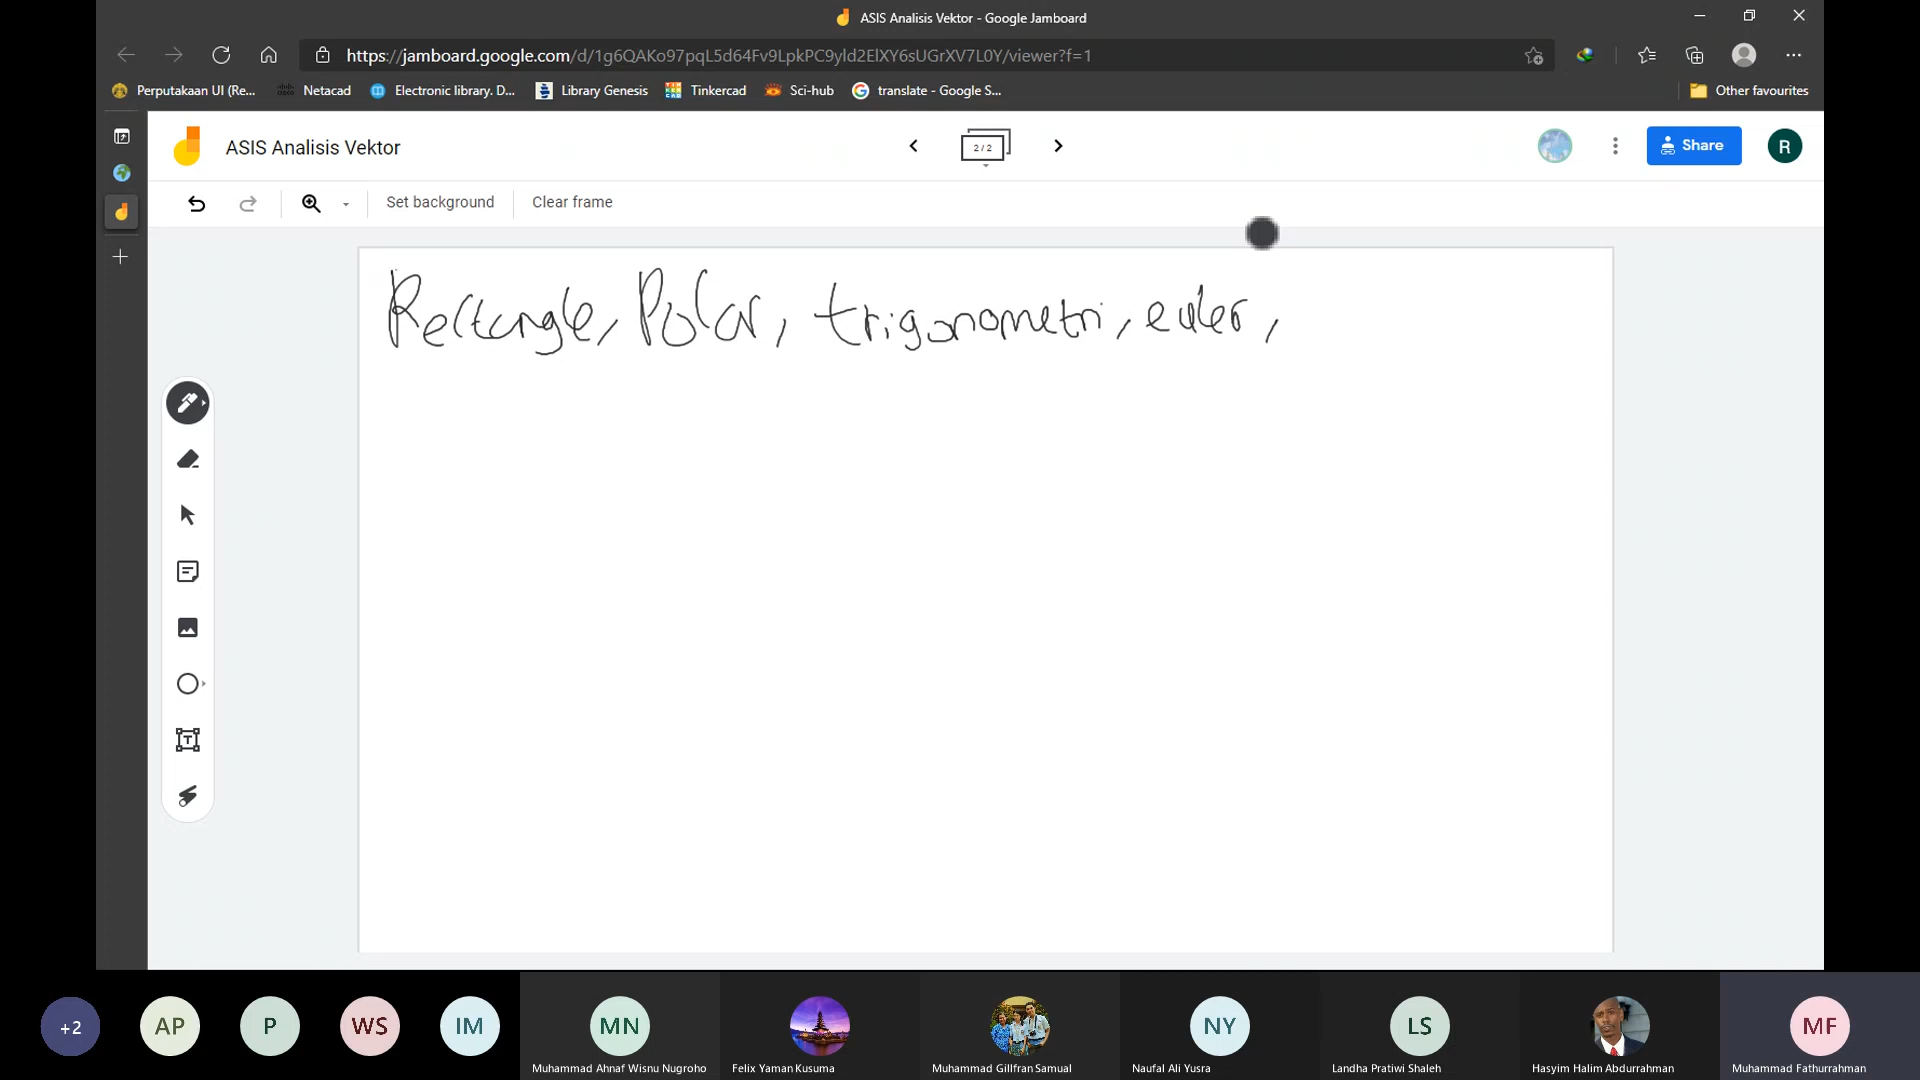 ASIS Analisis Vektor - Google Jamboard
https://jamboard.google.com/d/1g6QAKo97pqL5d64Fv9LpkPC9yld2ElXY6sUGrXV7L0Y/viewer?f=1
Perputakaan UI (Re... Netacad Electronic library. D... Library Genesis Tinkercad Sci-hub translate - Google S... Other favourites
ASIS Analisis Vektor 2 / 2 Share R
Set background Clear frame
Rectangle, Polar, trigonometri, euler,
+2 AP P WS IM MN NY LS MF
Muhammad Ahnaf Wisnu Nugroho Felix Yaman Kusuma Muhammad Gillfran Samual Naufal Ali Yusra Landha Pratiwi Shaleh Hasyim Halim Abdurrahman Muhammad Fathurrahman